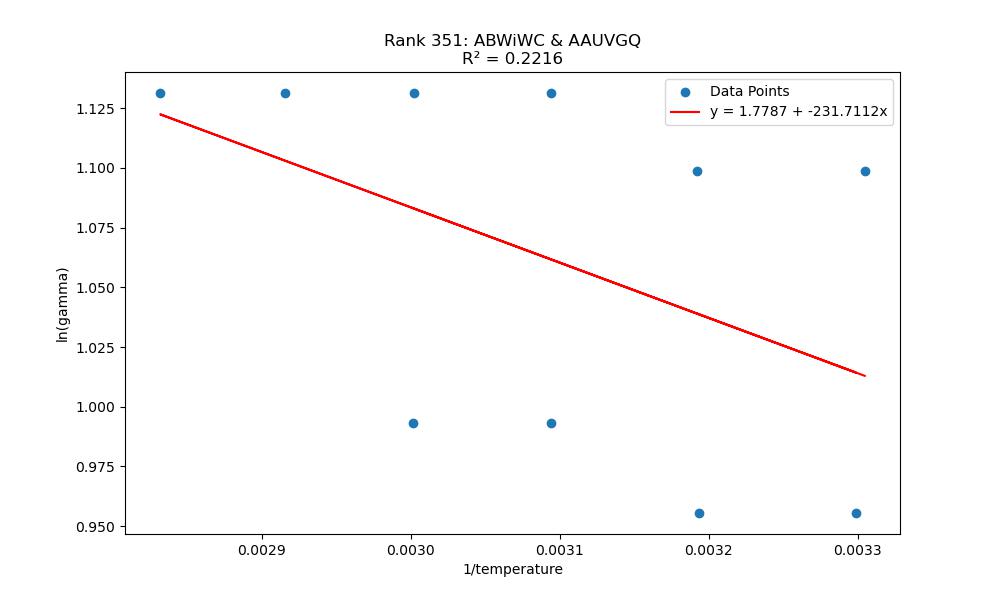 Rank 351: ABWiWC & AAUVGQ
R² = 0.2216
Data Points
y = 1.7787 + -231.7112x
ln(gamma)
1.125
1.100
1.075
1.050
1.025
1.000
0.975
0.950
0.0029
0.0030
0.0031
0.0032
0.0033
1/temperature